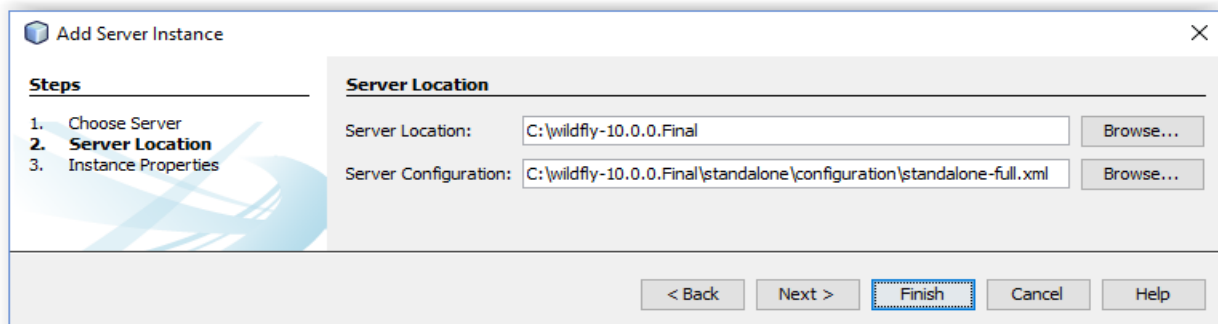 Add Server Instance
Steps
1. Choose Server
2. Server Location
3. Instance Properties
Server Location
Server Location: C:\wildfly-10.0.0.Final Browse...
Server Configuration: C:\wildfly-10.0.0.Final\standalone\configuration\standalone-full.xml Browse...
< Back Next > Finish Cancel Help